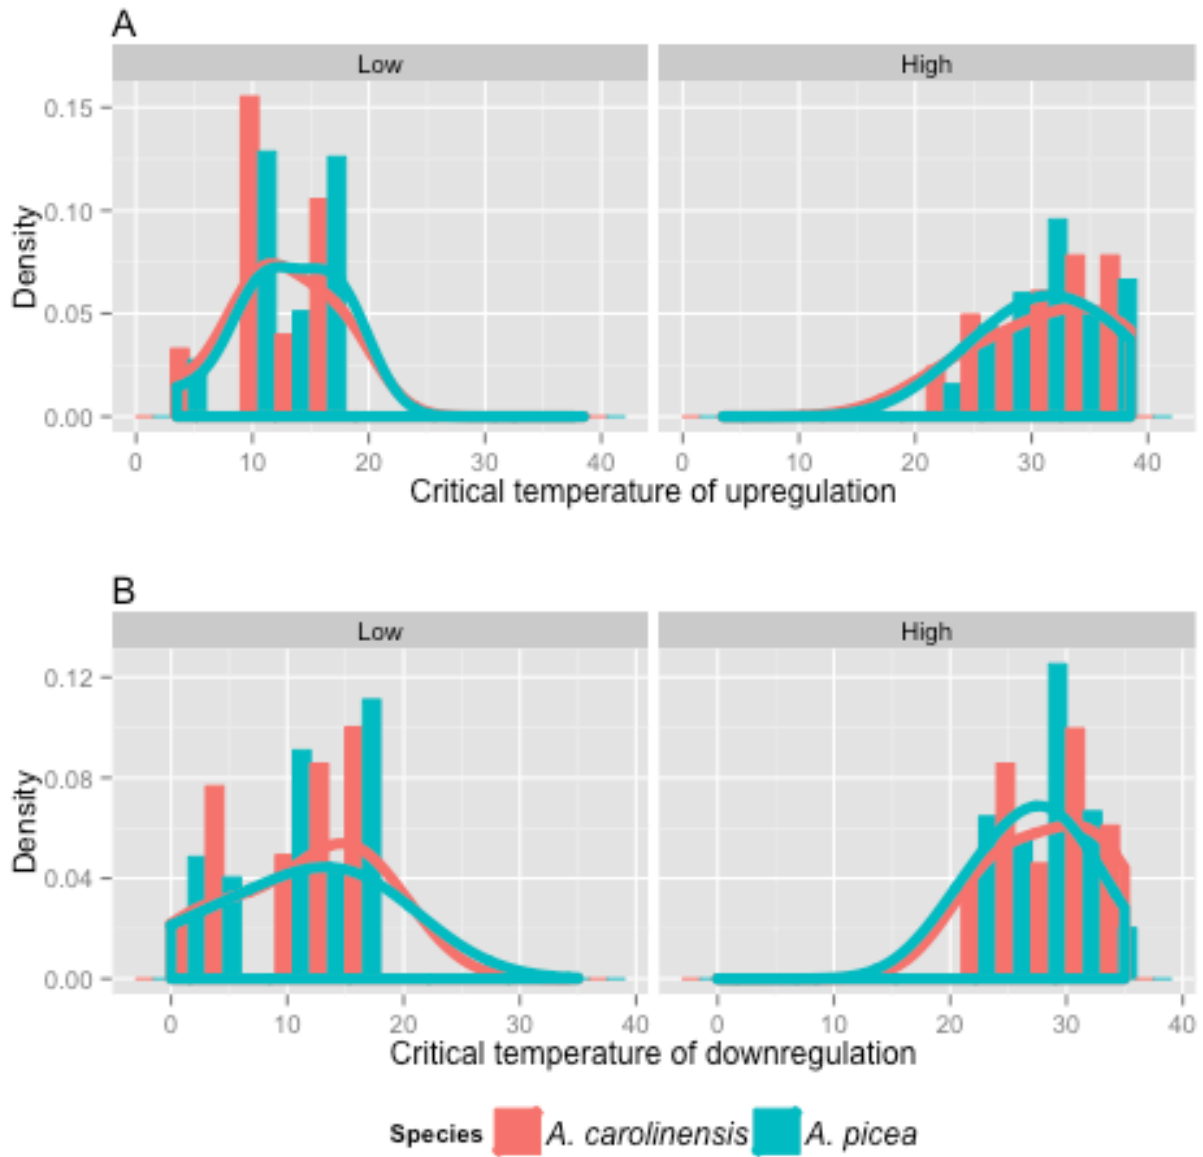 A
Low High
Density
0.15
0.10
0.05
0.00
0 10 20 30 40 0 10 20 30 40
Critical temperature of upregulation
B
Low High
Density
0.12
0.08
0.04
0.00
0 10 20 30 40 0 10 20 30 40
Critical temperature of downregulation
Species A. carolinensis A. picea